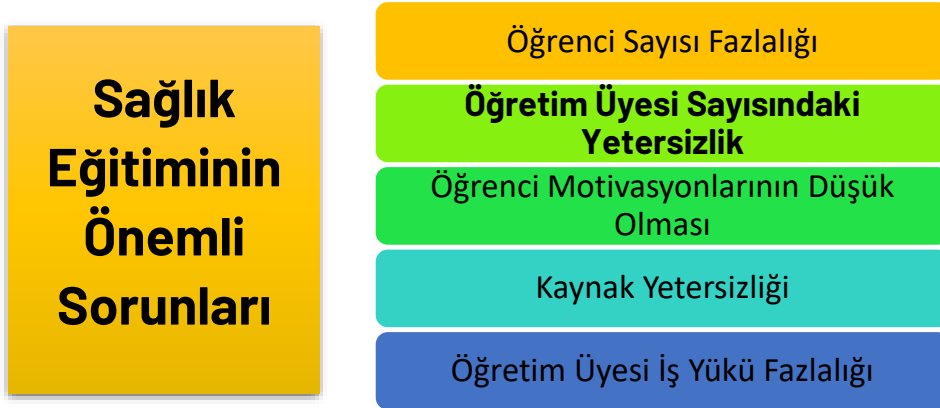 Sağlık
Eğitiminin
Önemli
Sorunları
Öğrenci Sayısı Fazlalığı
Öğretim Üyesi Sayısındaki
Yetersizlik
Öğrenci Motivasyonlarının Düşük
Olması
Kaynak Yetersizliği
Öğretim Üyesi İş Yükü Fazlalığı